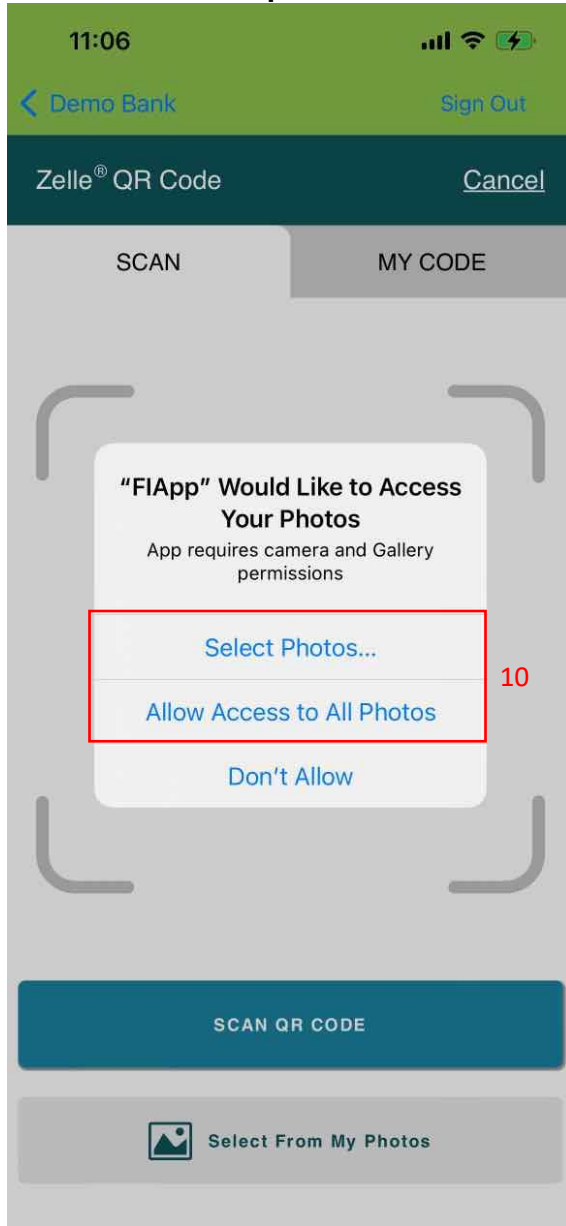 11:06
Demo Bank Sign Out
Zelle® QR Code Cancel
SCAN MY CODE
“FIApp” Would Like to Access
Your Photos
App requires camera and Gallery
permissions
Select Photos...
10
Allow Access to All Photos
Don't Allow
SCAN QR CODE
Select From My Photos